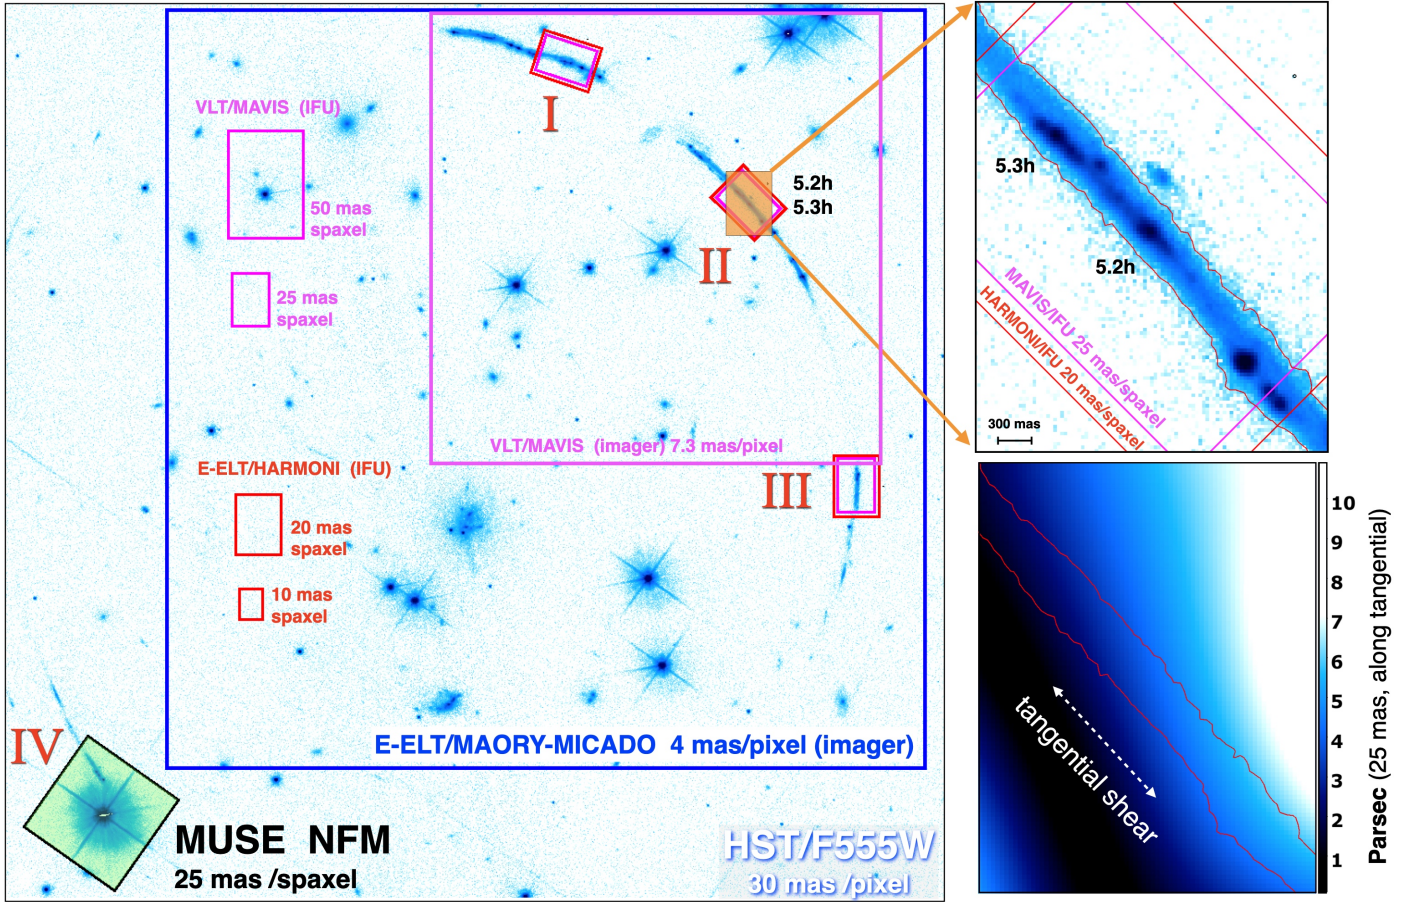 I
VLT/MAVIS (IFU)
50 mas
spaxel
25 mas
spaxel
5.2h
5.3h
II
VLT/MAVIS (imager) 7.3 mas/pixel
E-ELT/HARMONI (IFU)
20 mas
spaxel
10 mas
spaxel
III
E-ELT/MAORY-MICADO 4 mas/pixel (imager)
IV
MUSE NFM
25 mas /spaxel
HST/F555W
30 mas /pixel
5.3h
5.2h
MAVIS/IFU 25 mas/spaxel
HARMONI/IFU 20 mas/spaxel
300 mas
tangential shear
10
9
8
7
6
5
4
3
2
1
Parsec (25 mas, along tangential)